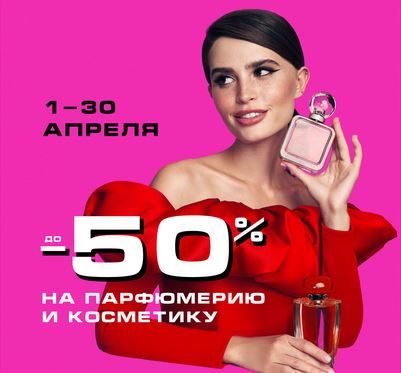 1–30
АПРЕЛЯ
ДО
–50%
НА ПАРФЮМЕРИЮ
И КОСМЕТИКУ